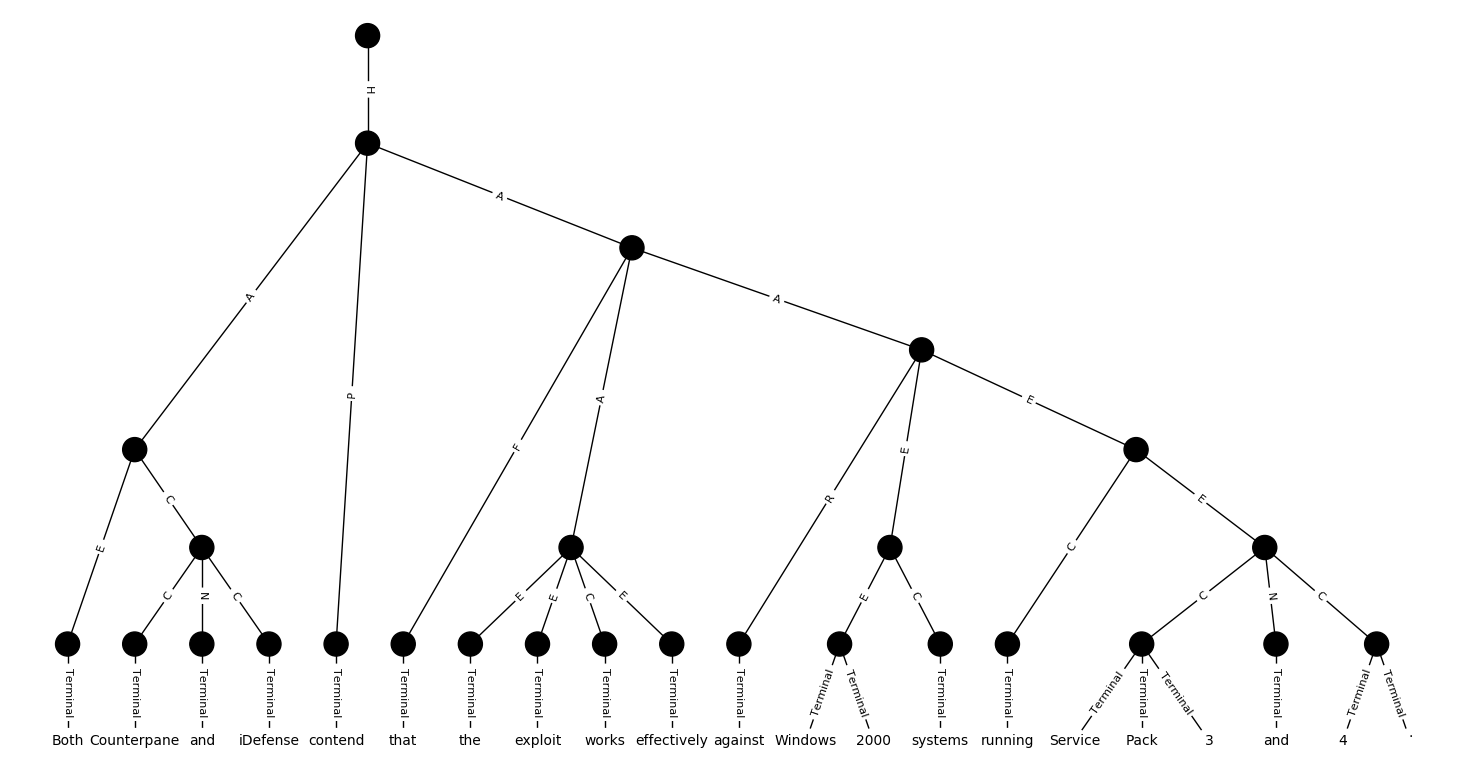 H
A
A
A
P
F
A
E
E
R
E
C
E
E
C
C
N
C
E
E
C
E
E
C
C
N
C
Terminal Terminal Terminal Terminal Terminal Terminal Terminal Terminal Terminal Terminal Terminal Terminal Terminal Terminal Terminal Terminal Terminal Terminal Terminal Terminal Terminal
Both Counterpane and iDefense contend that the exploit works effectively against Windows 2000 systems running Service Pack 3 and 4 .